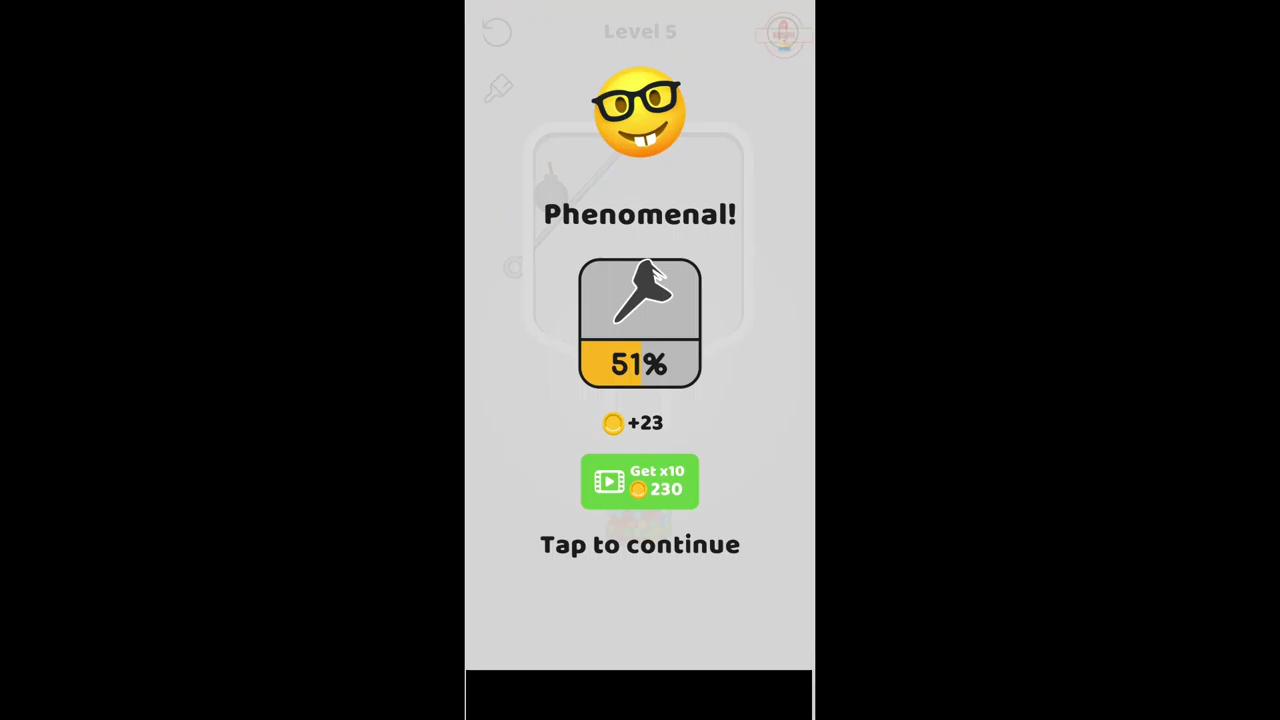 Level 5
Phenomenal!
51%
+23
Get x10
230
Tap to continue